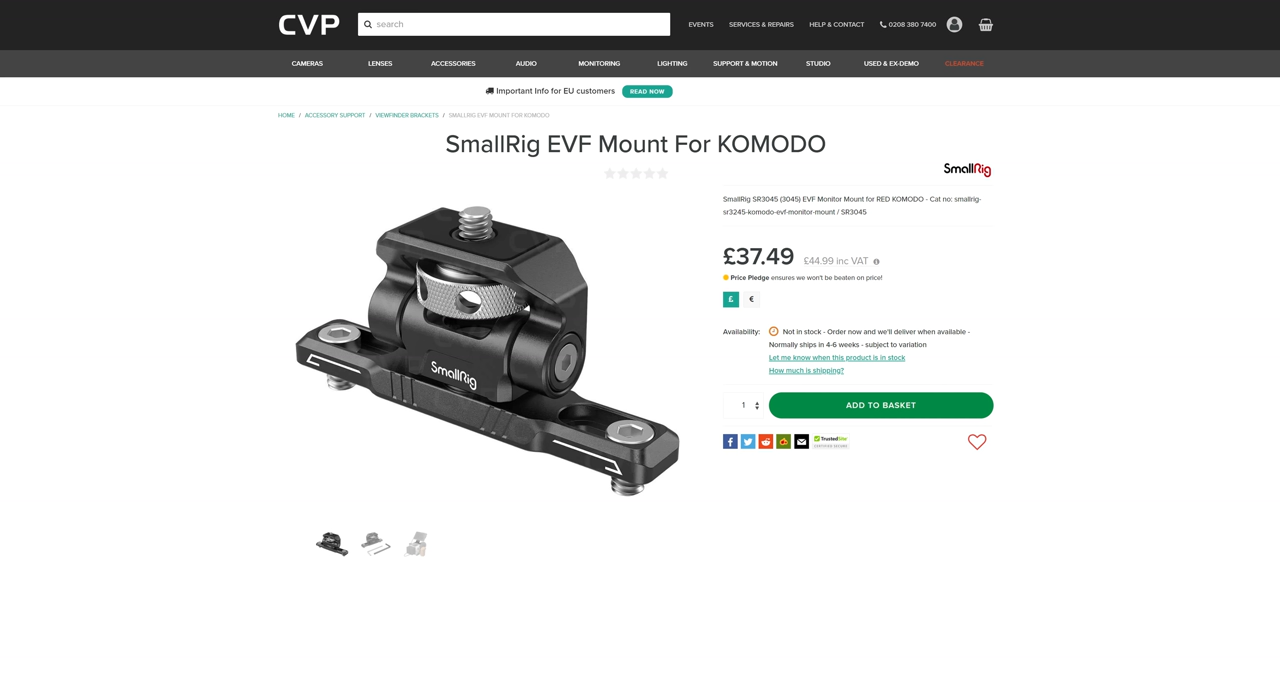 CVP
search
EVENTS
SERVICES & REPAIRS
HELP & CONTACT
0208 380 7400
CAMERAS
LENSES
ACCESSORIES
AUDIO
MONITORING
LIGHTING
SUPPORT & MOTION
STUDIO
USED & EX-DEMO
CLEARANCE
Important Info for EU customers
READ NOW
HOME / ACCESSORY SUPPORT / VIEWFINDER BRACKETS / SMALLRIG EVF MOUNT FOR KOMODO
SmallRig EVF Mount For KOMODO
SmallRig
SmallRig SR3045 (3045) EVF Monitor Mount for RED KOMODO - Cat no: smallrig-
sr3245-komodo-evf-monitor-mount / SR3045
£37.49 £44.99 inc VAT
Price Pledge ensures we won't be beaten on price!
£ €
Availability: Not in stock - Order now and we'll deliver when available -
Normally ships in 4-6 weeks - subject to variation
Let me know when this product is in stock
How much is shipping?
1
ADD TO BASKET
TrustedSite
CERTIFIED SECURE
SmallRig